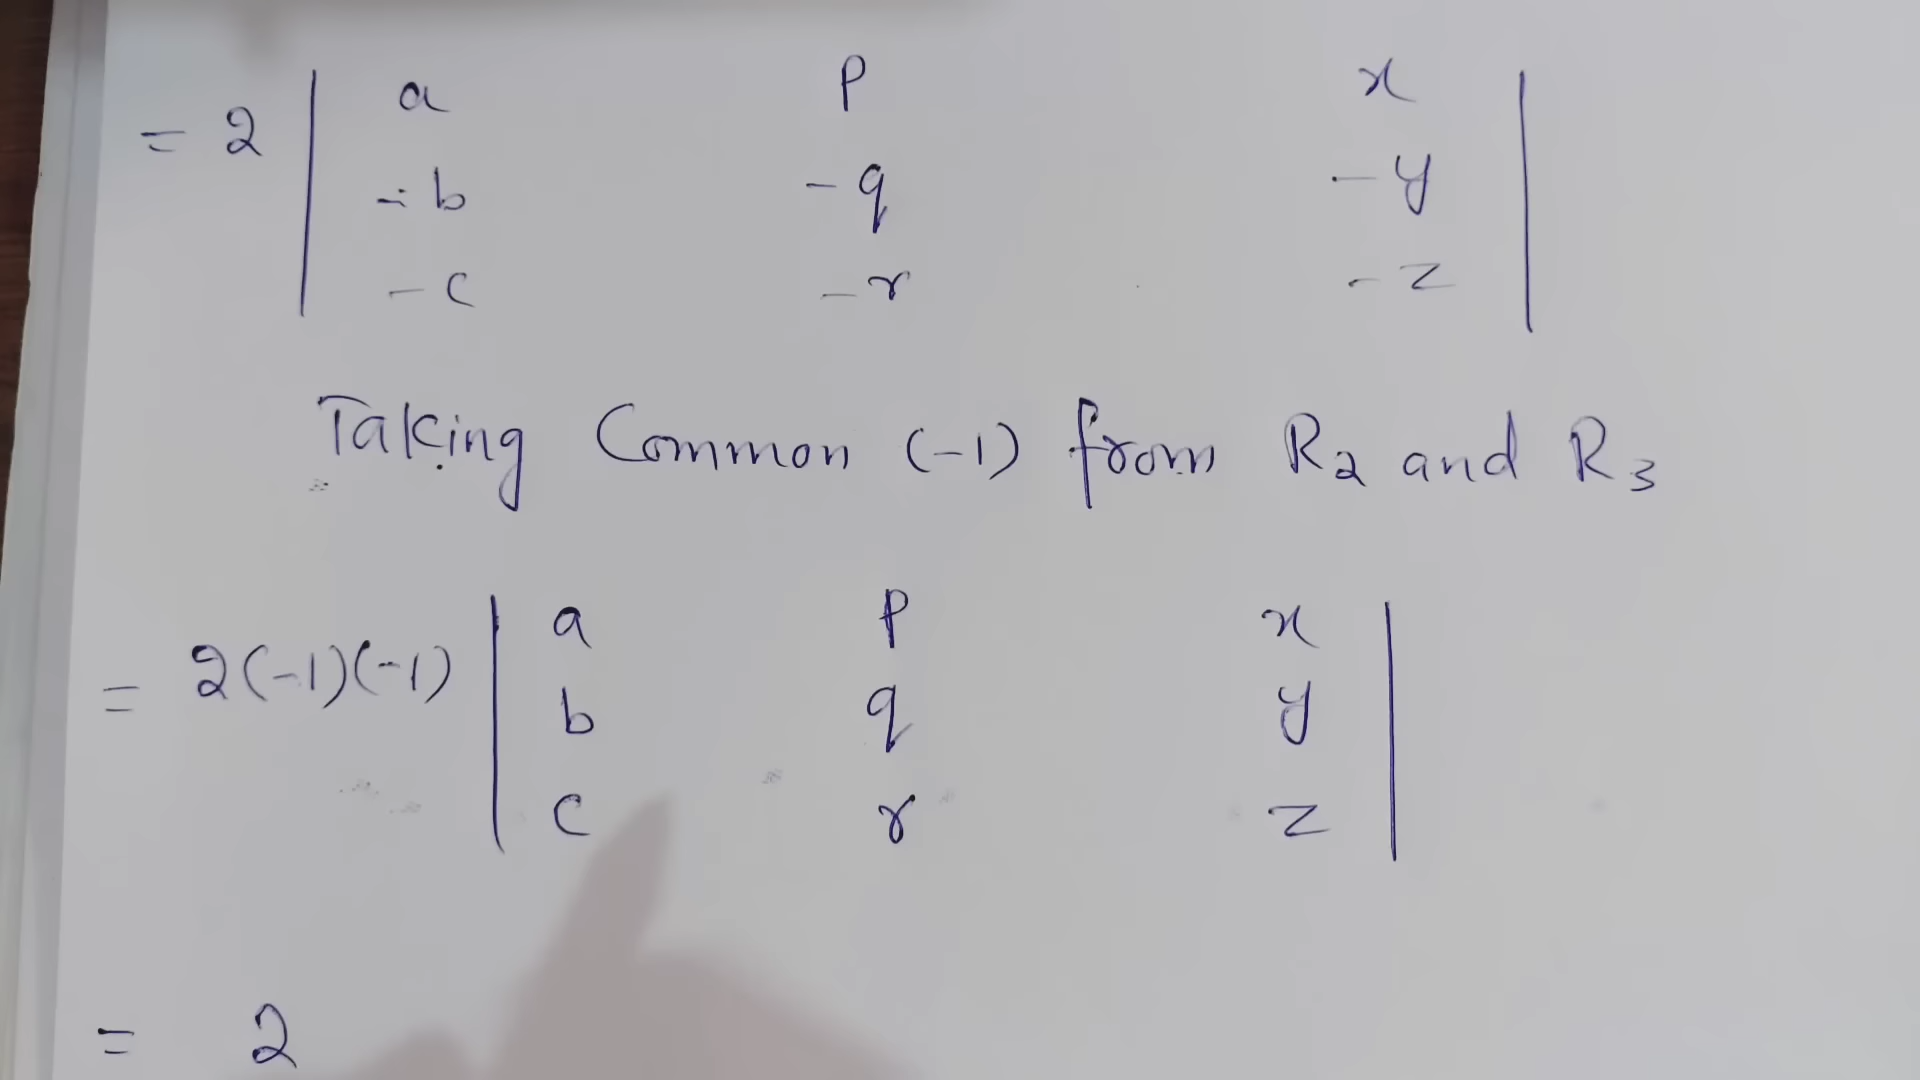 = 2 | a p x |
| -b -q -y |
| -c -r -z |
Taking Common (-1) from R2 and R3
= 2(-1)(-1) | a p x |
| b q y |
| c r z |
= 2